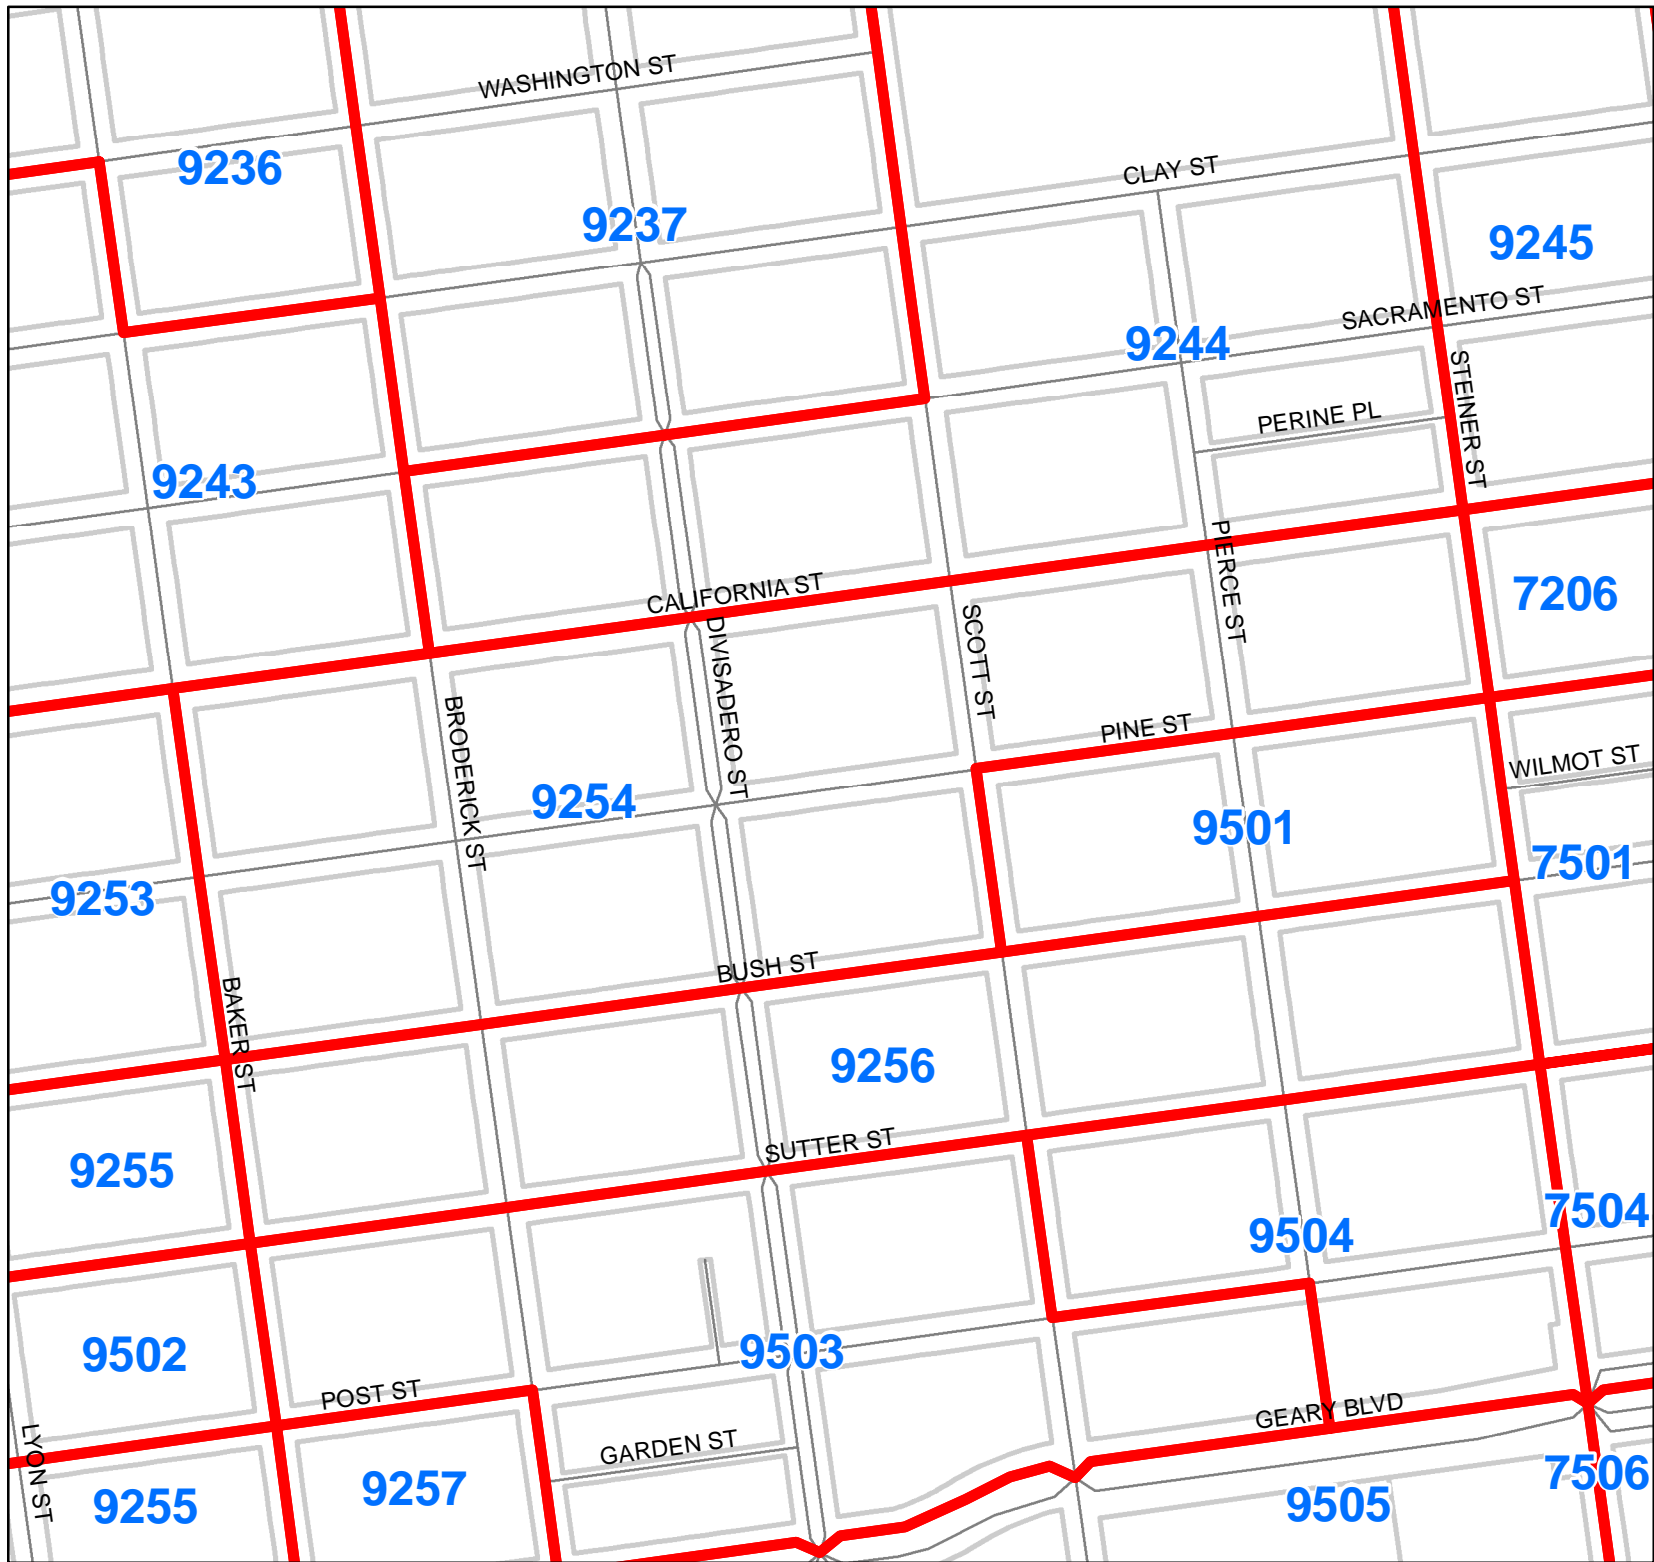 WASHINGTON ST
9236
CLAY ST
9237
9245
SACRAMENTO ST
9244
STEINER ST
PERINE PL
9243
PIERCE ST
CALIFORNIA ST
7206
SCOTT ST
DIVISADERO ST
BRODERICK ST
PINE ST
WILMOT ST
9254
9501
7501
9253
BUSH ST
BAKER ST
9256
SUTTER ST
9255
7504
9504
9502
9503
POST ST
GEARY BLVD
LYON ST
GARDEN ST
7506
9257
9255
9505